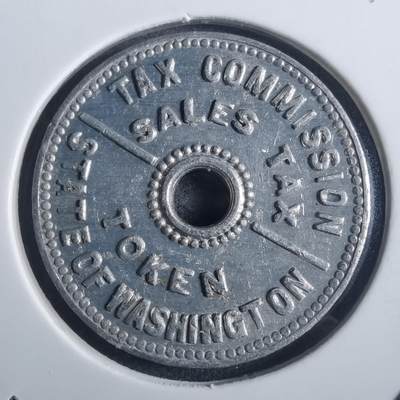 TAX COMMISSION
STATE OF WASHINGTON
SALES TAX
TOKEN